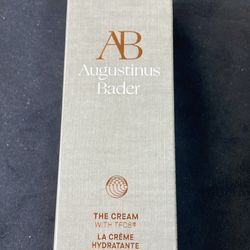 AB
Augustinus
Bader
THE CREAM
WITH TFC8®
LA CRÈME
HYDRATANTE